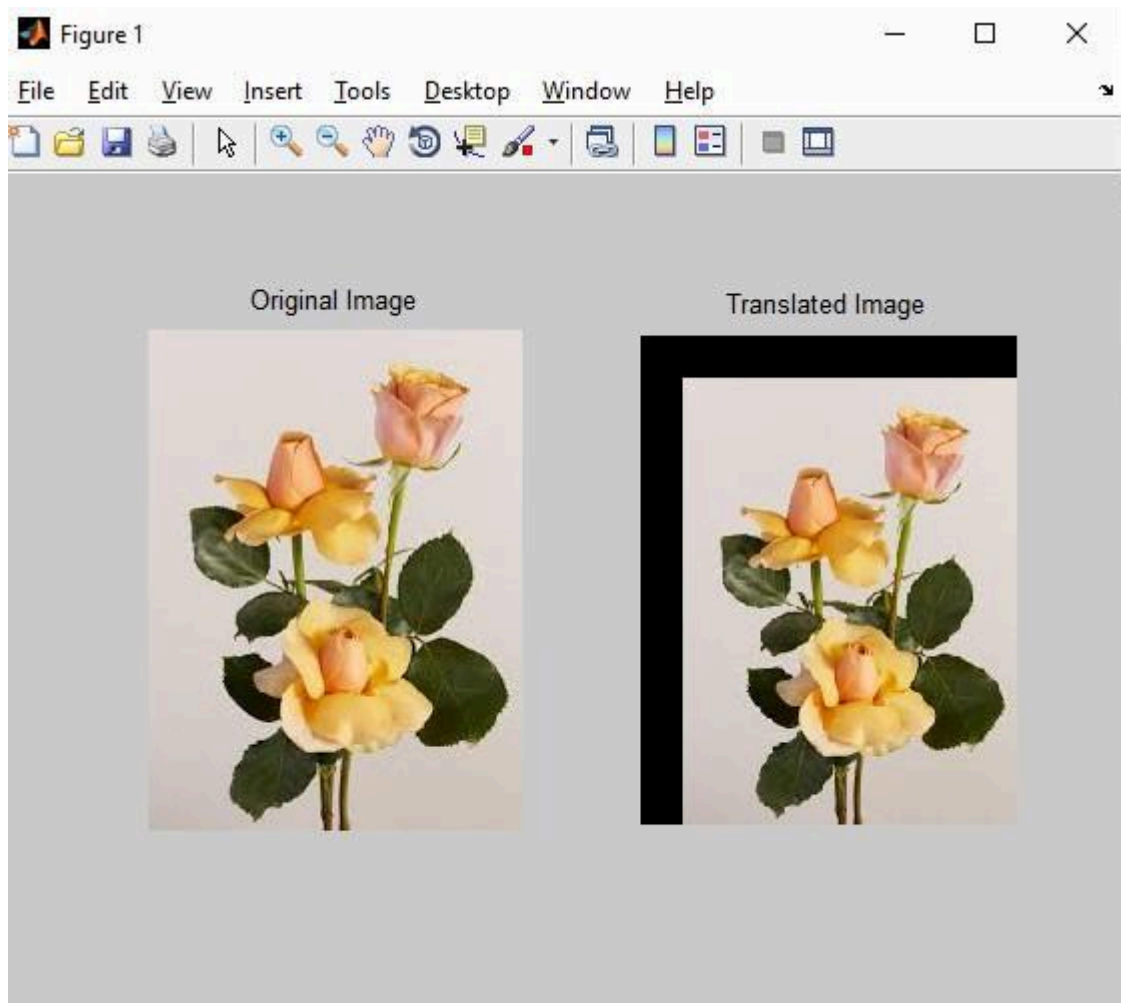 Figure 1
File Edit View Insert Tools Desktop Window Help
Original Image
Translated Image